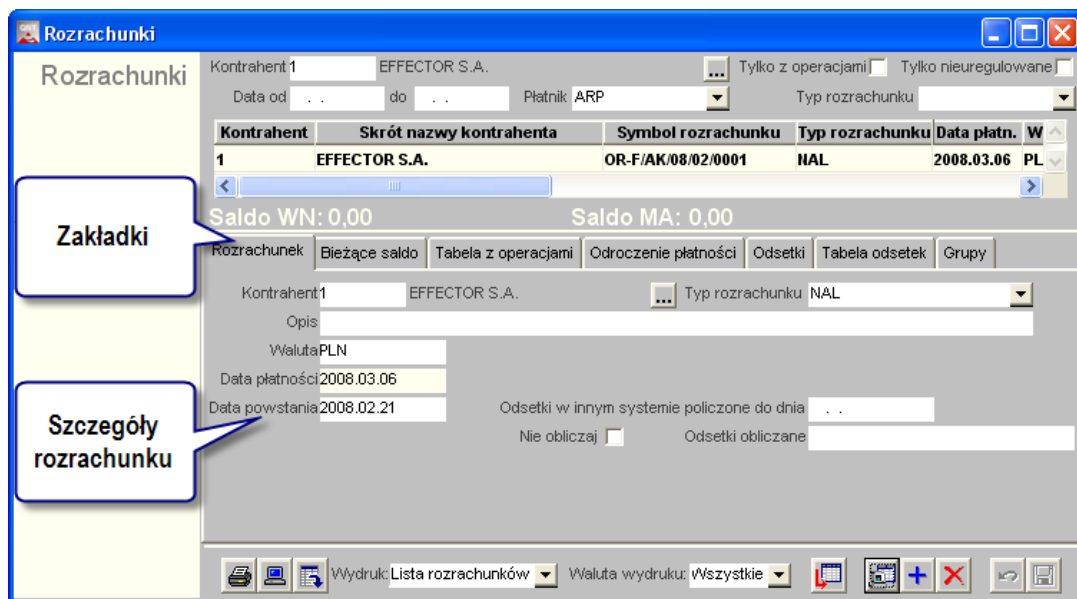 Rozrachunki
Rozrachunki
Kontrahent 1 EFFECTOR S.A. ... Tylko z operacjami Tylko nieuregulowane
Data od . . do . . Płatnik ARP Typ rozrachunku
Kontrahent Skrót nazwy kontrahenta Symbol rozrachunku Typ rozrachunku Data płatn. W
1 EFFECTOR S.A. OR-F/AK/08/02/0001 NAL 2008.03.06 PL
Saldo WN: 0,00 Saldo MA: 0,00
Zakładki
Rozrachunek Bieżące saldo Tabela z operacjami Odroczenie płatności Odsetki Tabela odsetek Grupy
Kontrahent 1 EFFECTOR S.A. ... Typ rozrachunku NAL
Opis
Waluta PLN
Data płatności 2008.03.06
Data powstania 2008.02.21 Odsetki w innym systemie policzone do dnia . .
Nie obliczaj Odsetki obliczane
Szczegóły
rozrachunku
Wydruk: Lista rozrachunków Waluta wydruku: Wszystkie